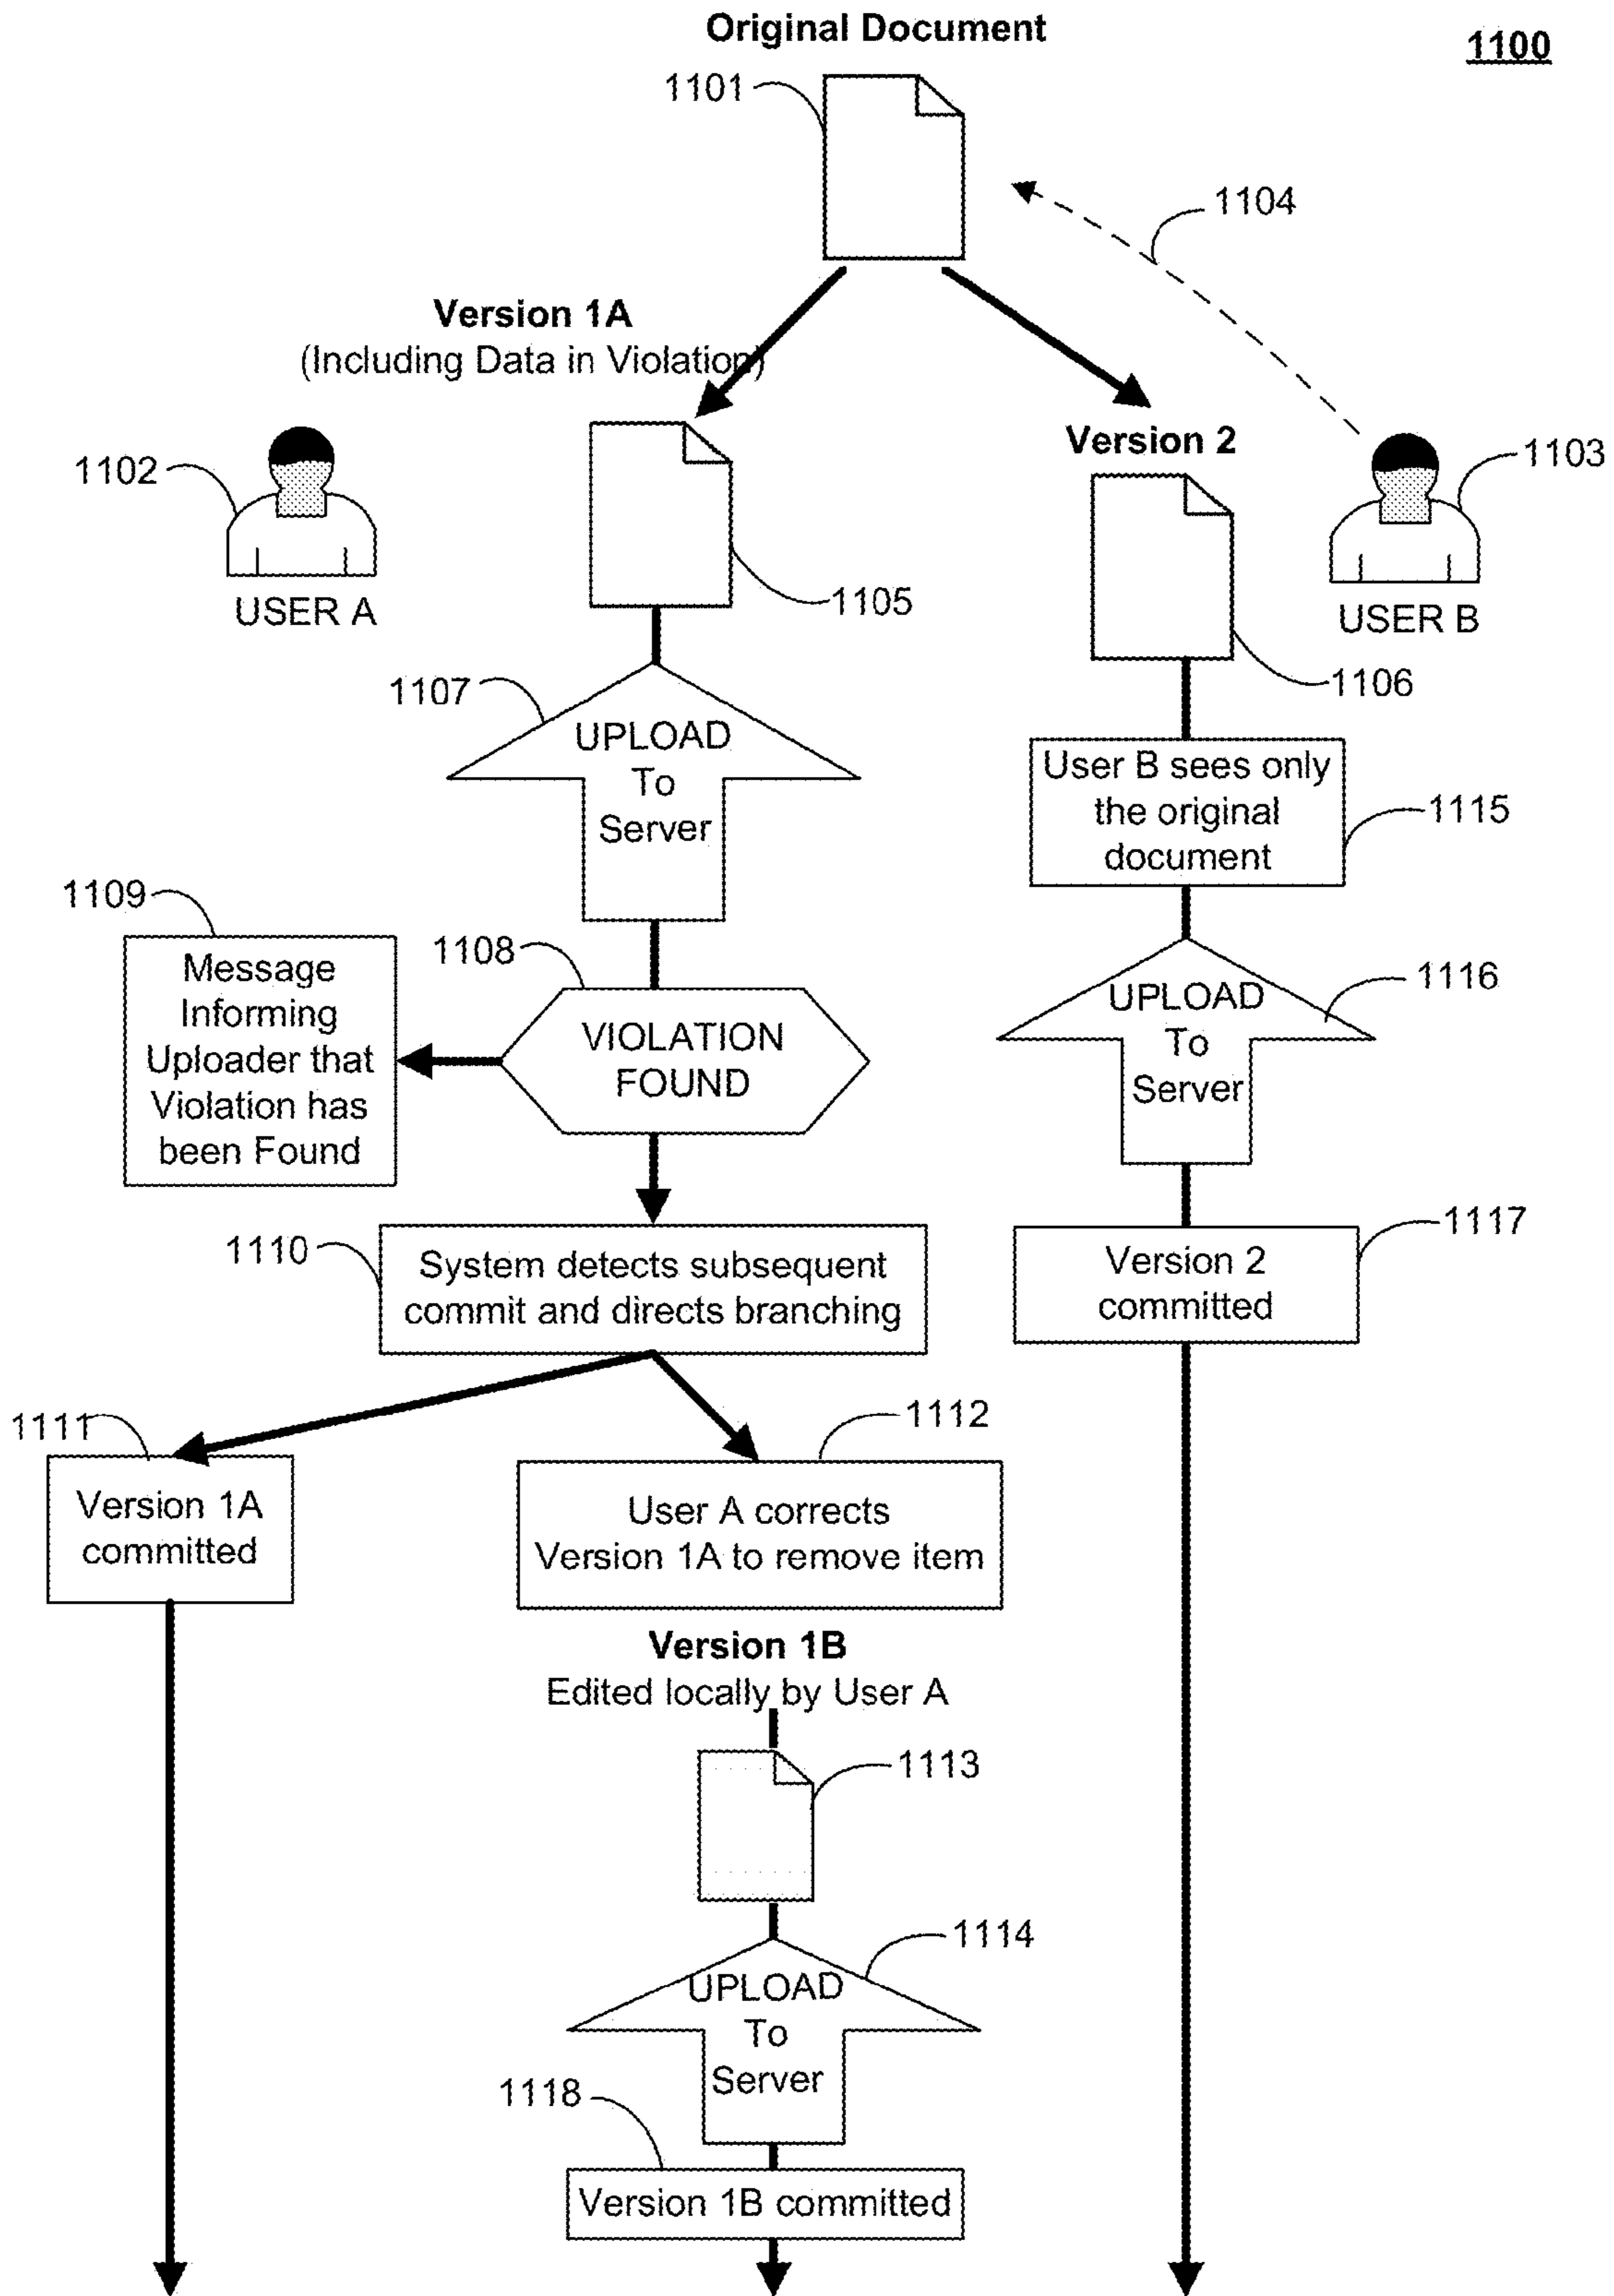 Original Document
1100
1101
1104
Version 1A
(Including Data in Violation)
Version 2
1102
1103
USER A
1105
USER B
1106
1107
UPLOAD
To
Server
User B sees only
the original
document
1115
1109
Message
Informing
Uploader that
Violation has
been Found
1108
VIOLATION
FOUND
1116
UPLOAD
To
Server
1110
System detects subsequent
commit and directs branching
1117
Version 2
committed
1111
Version 1A
committed
1112
User A corrects
Version 1A to remove item
Version 1B
Edited locally by User A
1113
1114
UPLOAD
To
Server
1118
Version 1B committed